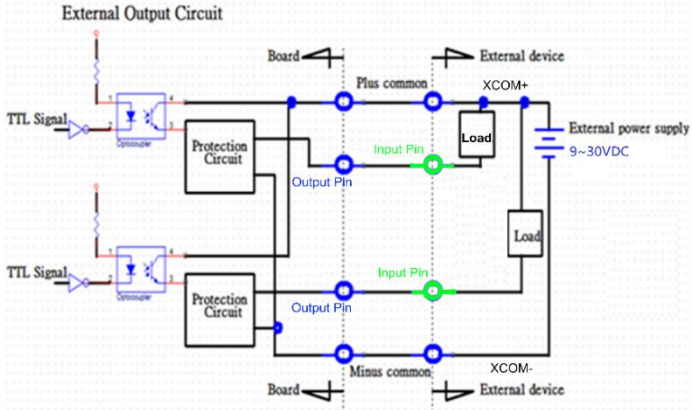 External Output Circuit
Board
External device
Plus common
XCOM+
1
4
TTL Signal
2
3
Optocoupler
Protection
Circuit
Load
External power supply
9~30VDC
Input Pin
Output Pin
Load
1
4
TTL Signal
2
3
Optocoupler
Protection
Circuit
Input Pin
Output Pin
Minus common
XCOM-
Board
External device